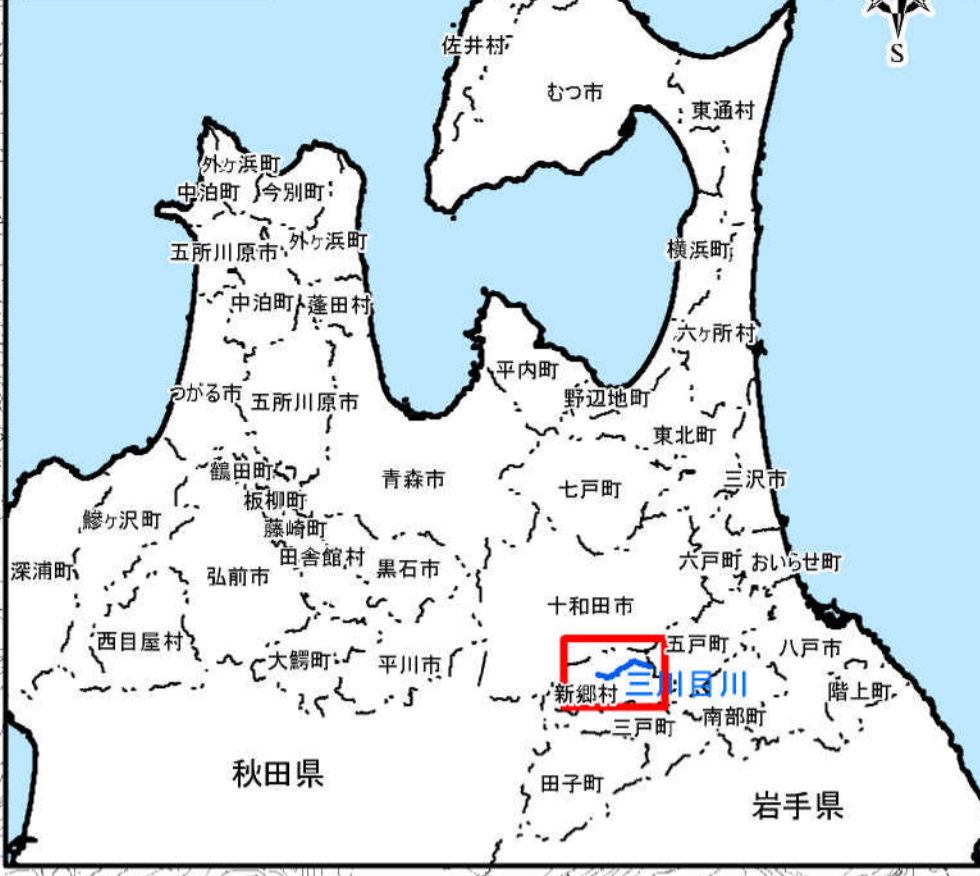 S
佐井村
むつ市
東通村
外ヶ浜町
中泊町
今別町
五所川原市
外ヶ浜町
横浜町
中泊町
蓬田村
六ヶ所村
平内町
つがる市
五所川原市
野辺地町
東北町
鶴田町
青森市
七戸町
三沢市
板柳町
鰺ヶ沢町
藤崎町
田舎館村
深浦町
弘前市
黒石市
六戸町
おいらせ町
十和田市
西目屋村
大鰐町
平川市
五戸町
八戸市
新郷村
三川目川
階上町
三戸町
南部町
秋田県
田子町
岩手県